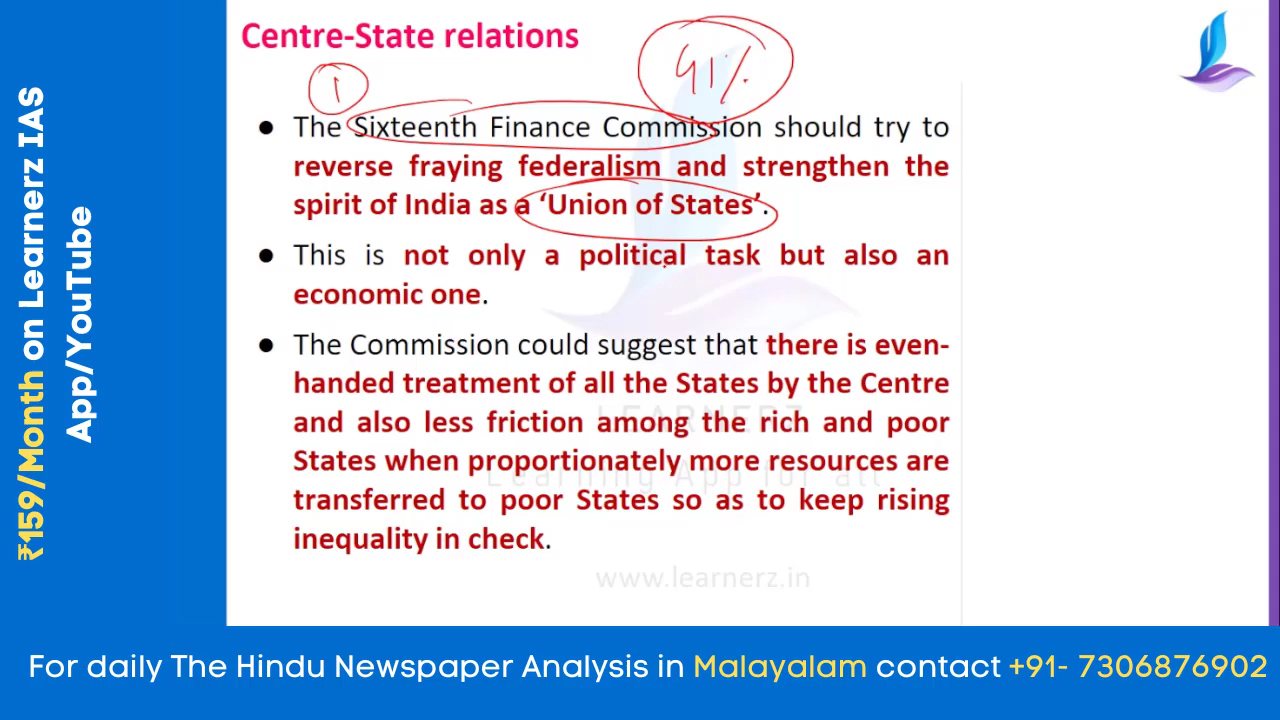 ₹159/Month on Learnerz IAS
App/YouTube
Centre-State relations
41%
1
● The Sixteenth Finance Commission should try to
reverse fraying federalism and strengthen the
spirit of India as a ‘Union of States’.
● This is not only a political task but also an
economic one.
● The Commission could suggest that there is even-
handed treatment of all the States by the Centre
and also less friction among the rich and poor
States when proportionately more resources are
transferred to poor States so as to keep rising
inequality in check.
LEARNERZ
Learning App for all
www.learnerz.in
For daily The Hindu Newspaper Analysis in Malayalam contact +91- 7306876902